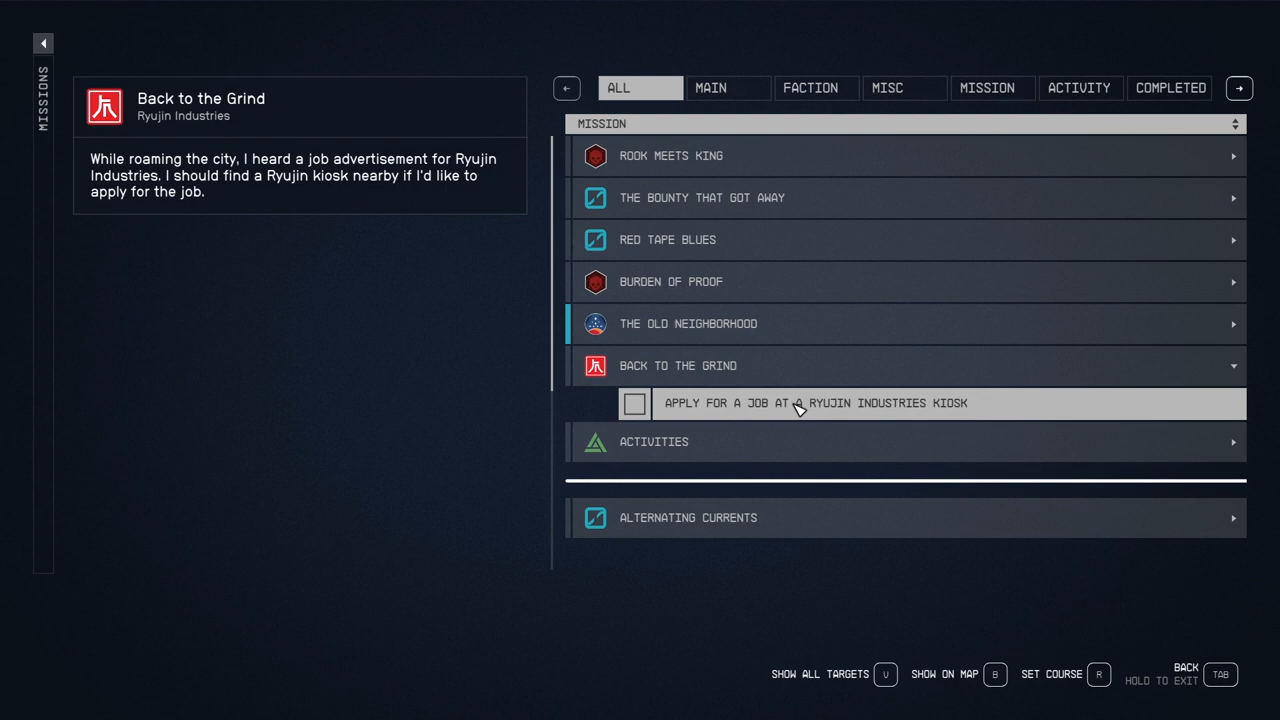 MISSIONS
Back to the Grind
Ryujin Industries
While roaming the city, I heard a job advertisement for Ryujin
Industries. I should find a Ryujin kiosk nearby if I'd like to
apply for the job.
ALL MAIN FACTION MISC MISSION ACTIVITY COMPLETED
MISSION
ROOK MEETS KING
THE BOUNTY THAT GOT AWAY
RED TAPE BLUES
BURDEN OF PROOF
THE OLD NEIGHBORHOOD
BACK TO THE GRIND
APPLY FOR A JOB AT A RYUJIN INDUSTRIES KIOSK
ACTIVITIES
ALTERNATING CURRENTS
SHOW ALL TARGETS V SHOW ON MAP B SET COURSE R BACK TAB
HOLD TO EXIT